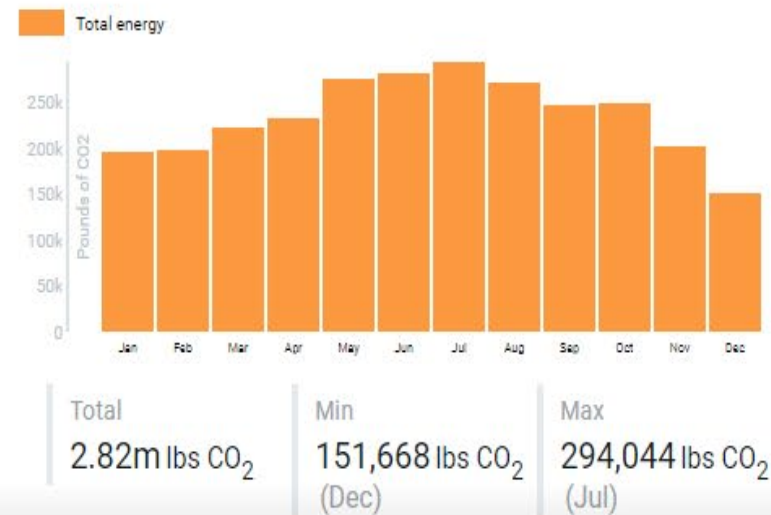 Total energy
250k
200k
150k
100k
50k
0
Pounds of CO2
Jan Feb Mar Apr May Jun Jul Aug Sep Oct Nov Dec
Total
2.82m lbs CO2
Min
151,668 lbs CO2
(Dec)
Max
294,044 lbs CO2
(Jul)